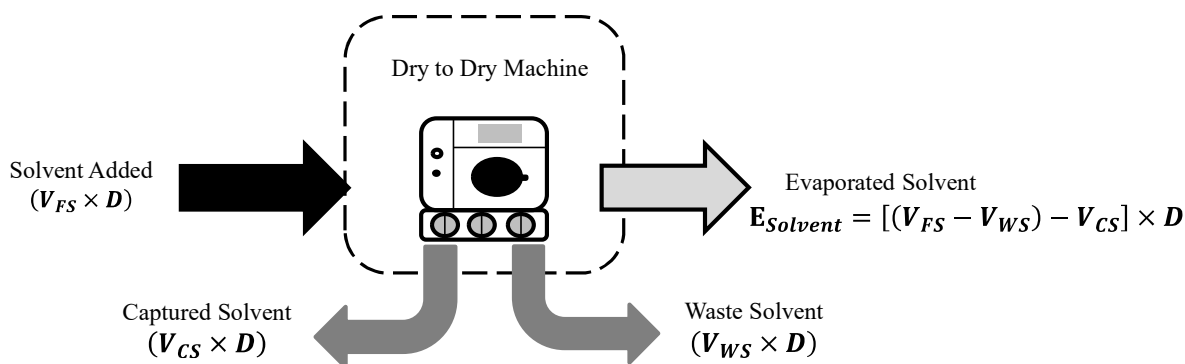 Dry to Dry Machine
Solvent Added
(V_FS × D)
Evaporated Solvent
E_Solvent = [(V_FS − V_WS) − V_CS] × D
Captured Solvent
(V_CS × D)
Waste Solvent
(V_WS × D)